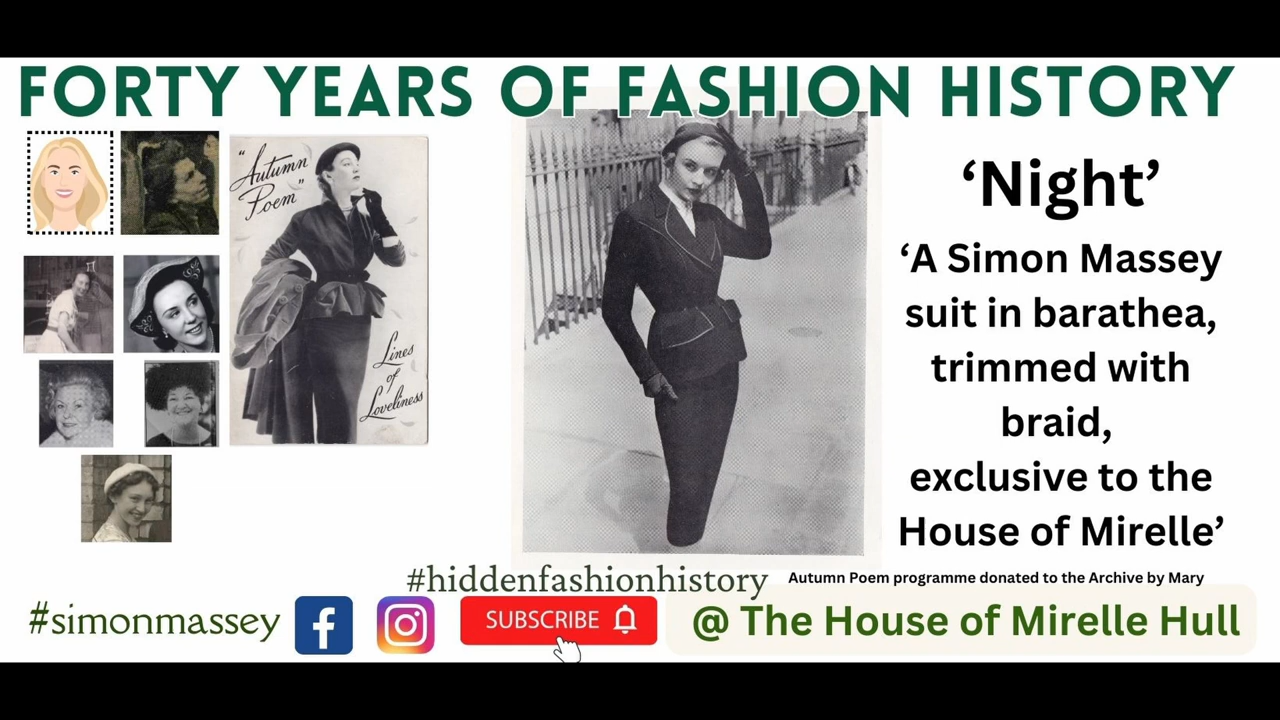 FORTY YEARS OF FASHION HISTORY
"Autumn
Poem"
Lines
of
Loveliness
‘Night’
‘A Simon Massey
suit in barathea,
trimmed with
braid,
exclusive to the
House of Mirelle’
Autumn Poem programme donated to the Archive by Mary
#hiddenfashionhistory
#simonmassey
SUBSCRIBE
@ The House of Mirelle Hull